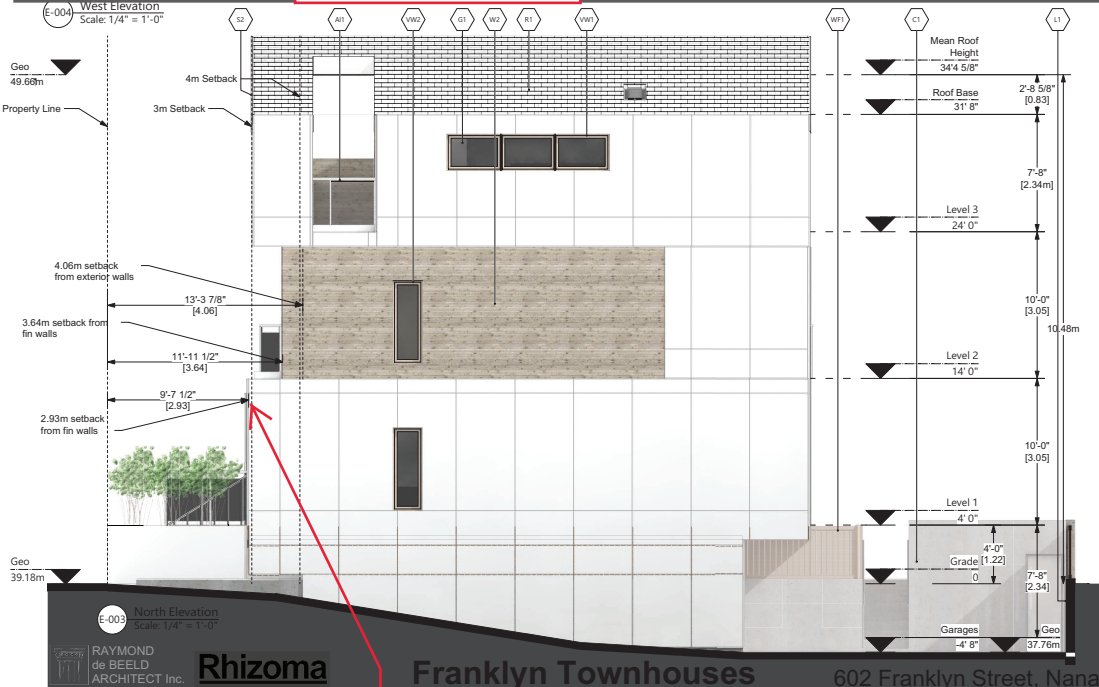 E-004
West Elevation
Scale: 1/4" = 1'-0"
S2
AI1
VW2
G1
W2
R1
VW1
WF1
C1
L1
Geo
49.66m
Property Line
4m Setback
3m Setback
Mean Roof
Height
34'4 5/8"
Roof Base
31' 8"
2'-8 5/8"
[0.83]
7'-8"
[2.34m]
Level 3
24' 0"
4.06m setback
from exterior walls
13'-3 7/8"
[4.06]
3.64m setback from
fin walls
11'-11 1/2"
[3.64]
9'-7 1/2"
[2.93]
2.93m setback
from fin walls
10'-0"
[3.05]
10.48m
Level 2
14' 0"
10'-0"
[3.05]
Level 1
4' 0"
4'-0"
[1.22]
Grade
0
7'-8"
[2.34]
Geo
39.18m
Garages
-4' 8"
Geo
37.76m
E-003
North Elevation
Scale: 1/4" = 1'-0"
RAYMOND
de BEELD
ARCHITECT Inc.
Rhizoma
Franklyn Townhouses
602 Franklyn Street, Nana